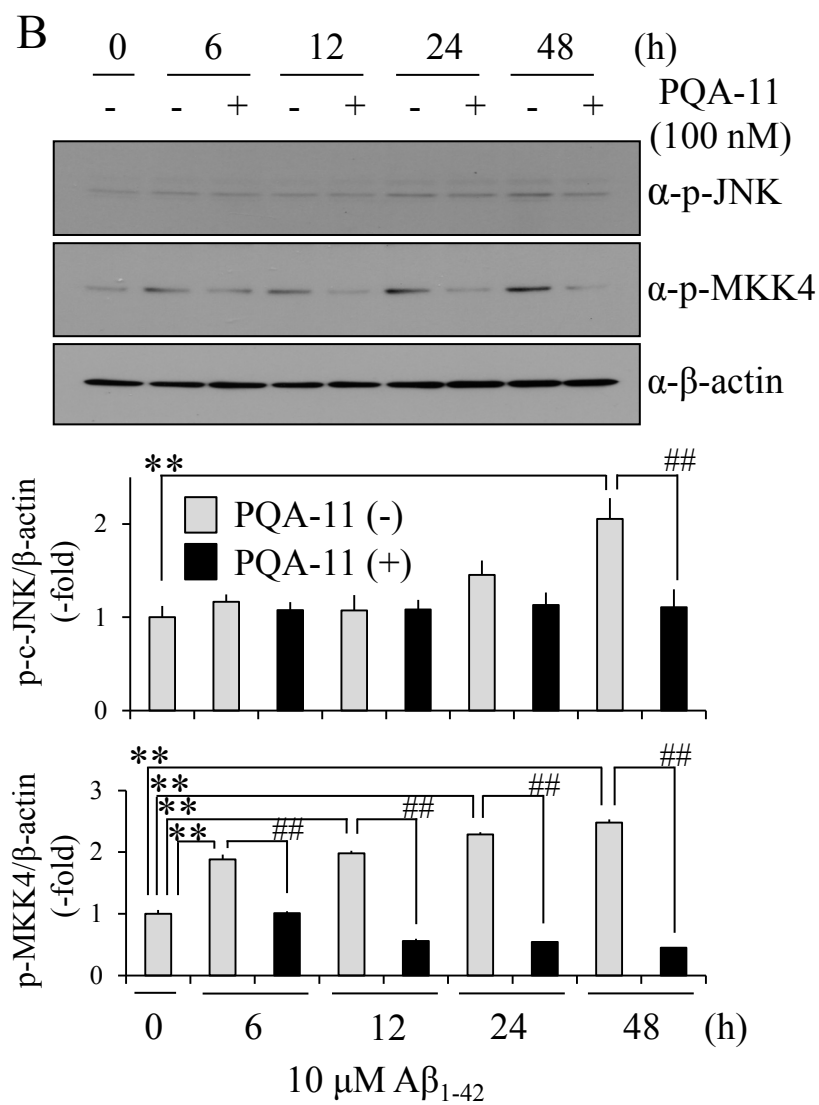 B
0 6 12 24 48 (h)
- - + - + - + - + PQA-11
(100 nM)
α-p-JNK
α-p-MKK4
α-β-actin
** ##
PQA-11 (-)
PQA-11 (+)
p-c-JNK/β-actin
(-fold)
2
1
0
** ##
** ##
** ##
** ##
p-MKK4/β-actin
(-fold)
3
2
1
0
0 6 12 24 48 (h)
10 μM Aβ1-42